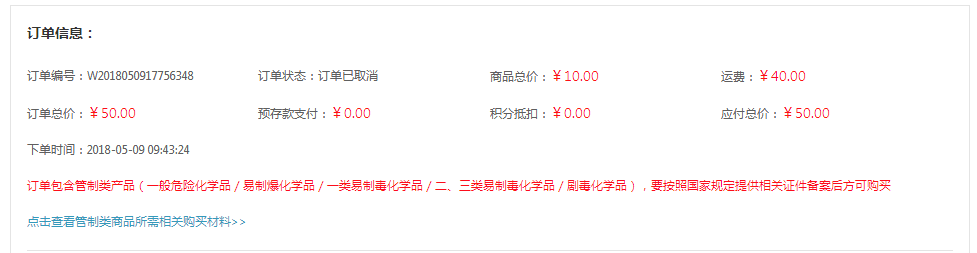 订单信息：
订单编号：W2018050917756348 订单状态：订单已取消 商品总价：￥10.00 运费：￥40.00
订单总价：￥50.00 预存款支付：￥0.00 积分抵扣：￥0.00 应付总价：￥50.00
下单时间：2018-05-09 09:43:24
订单包含管制类产品（一般危险化学品 / 易制爆化学品 / 一类易制毒化学品 / 二、三类易制毒化学品 / 剧毒化学品），要按照国家规定提供相关证件备案后方可购买
点击查看管制类商品所需相关购买材料>>